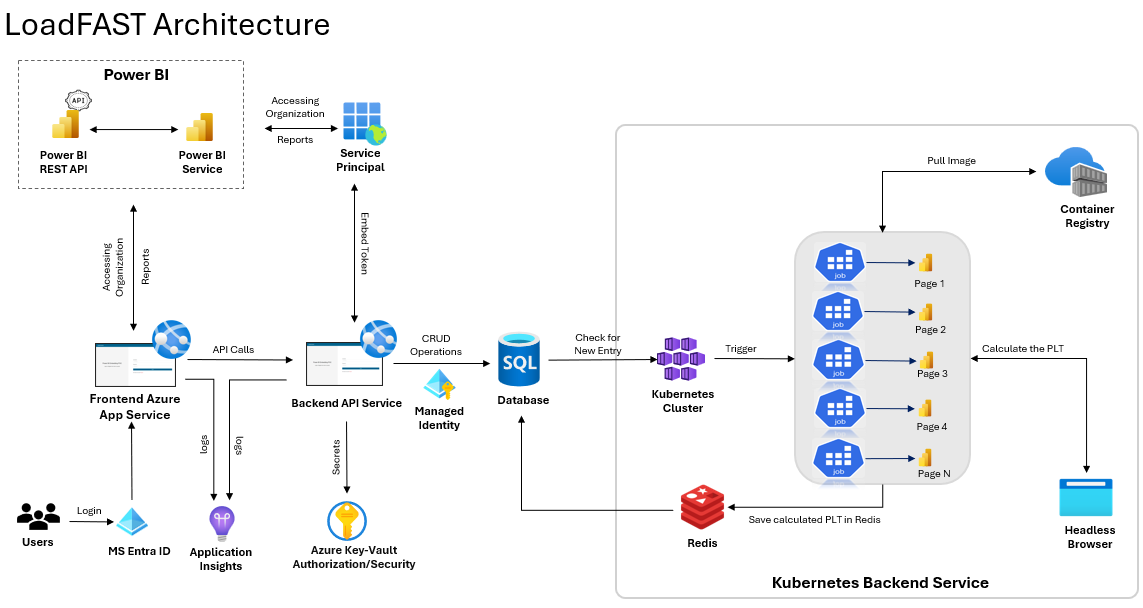 LoadFAST Architecture
Power BI
API
Power BI
REST API
Power BI
Service
Accessing
Organization
Reports
Service
Principal
Accessing
Organization
Reports
Embed Token
Pull Image
Container
Registry
job
Page 1
job
Page 2
job
Page 3
job
Page 4
job
Page N
API Calls
CRUD
Operations
SQL
Check for
New Entry
Trigger
Calculate the PLT
Frontend Azure
App Service
Backend API Service
Managed
Identity
Database
Kubernetes
Cluster
logs
logs
Secrets
Login
Users
MS Entra ID
Application
Insights
Azure Key-Vault
Authorization/Security
Redis
Save calculated PLT in Redis
Headless
Browser
Kubernetes Backend Service